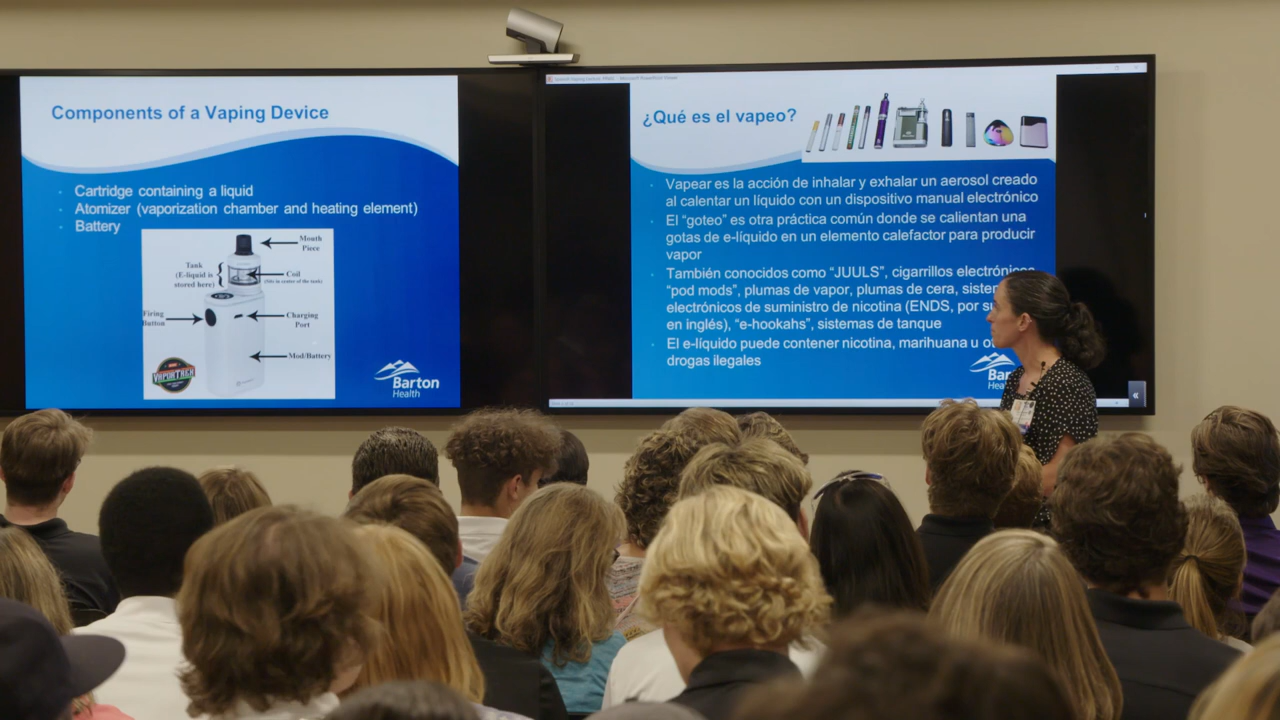 Components of a Vaping Device
Cartridge containing a liquid
Atomizer (vaporization chamber and heating element)
Battery
Mouth
Piece
Tank
(E-liquid is
stored here)
Coil
Firing
Button
Charging
Port
Mod/Battery
VAPORTREK
Barton
Health
¿Qué es el vapeo?
Vapear es la acción de inhalar y exhalar un aerosol creado
al calentar un líquido con un dispositivo manual electrónico
El “goteo” es otra práctica común donde se calientan una
gotas de e-líquido en un elemento calefactor para producir
vapor
También conocidos como “JUULS”, cigarrillos electrónicos
“pod mods”, plumas de vapor, plumas de cera,
electrónicos de suministro de nicotina (ENDS, por
en inglés), “e-hookahs”, sistemas de tanque
El e-líquido puede contener nicotina, marihuana u
drogas ilegales
Health